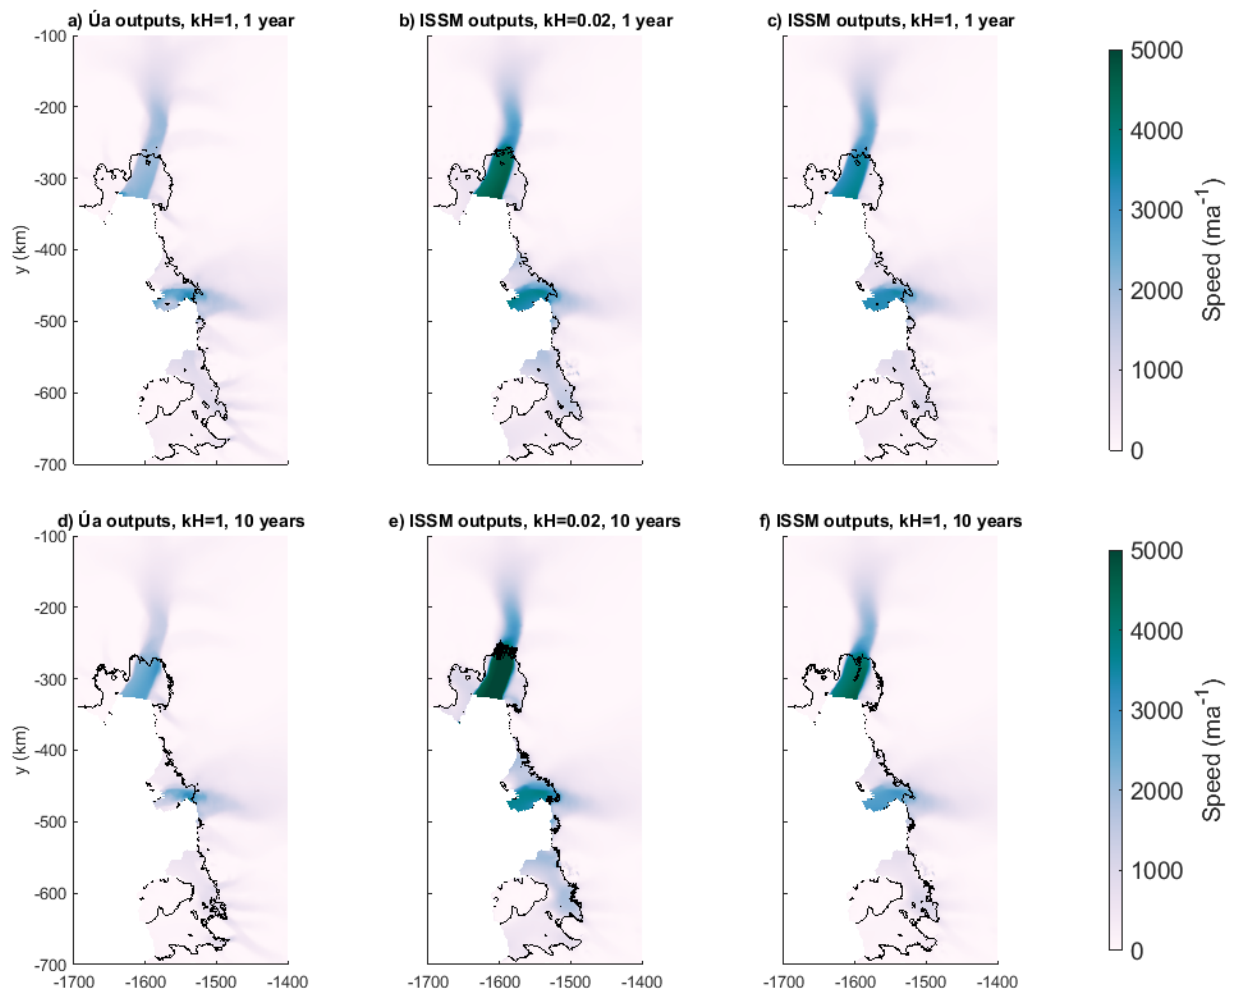 a) Úa outputs, kH=1, 1 year
b) ISSM outputs, kH=0.02, 1 year
c) ISSM outputs, kH=1, 1 year
-100
-200
-300
-400
-500
-600
-700
y (km)
5000
4000
3000
2000
1000
0
Speed (ma-1)
d) Úa outputs, kH=1, 10 years
e) ISSM outputs, kH=0.02, 10 years
f) ISSM outputs, kH=1, 10 years
-100
-200
-300
-400
-500
-600
-700
y (km)
-1700 -1600 -1500 -1400
-1700 -1600 -1500 -1400
-1700 -1600 -1500 -1400
5000
4000
3000
2000
1000
0
Speed (ma-1)